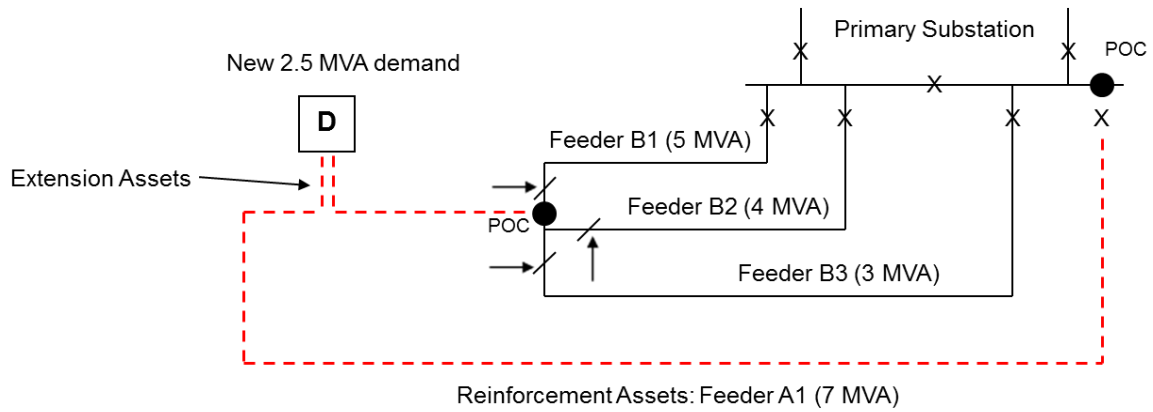 Primary Substation
POC
New 2.5 MVA demand
D
X
X
X
Extension Assets
Feeder B1 (5 MVA)
X
X
X
X
Feeder B2 (4 MVA)
POC
Feeder B3 (3 MVA)
Reinforcement Assets: Feeder A1 (7 MVA)